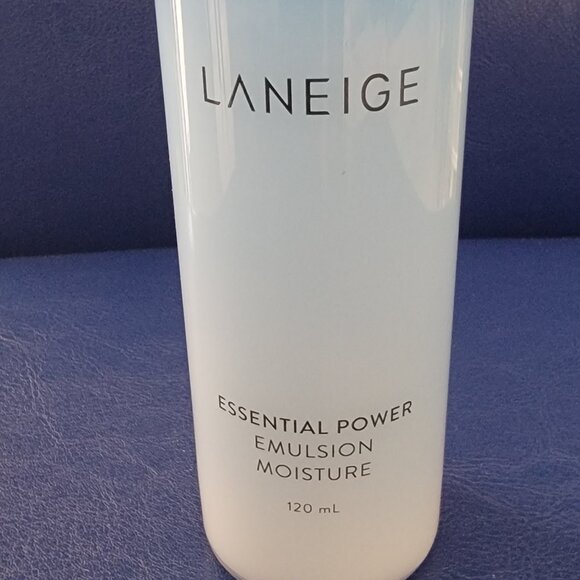 LANEIGE
ESSENTIAL POWER
EMULSION
MOISTURE
120 mL